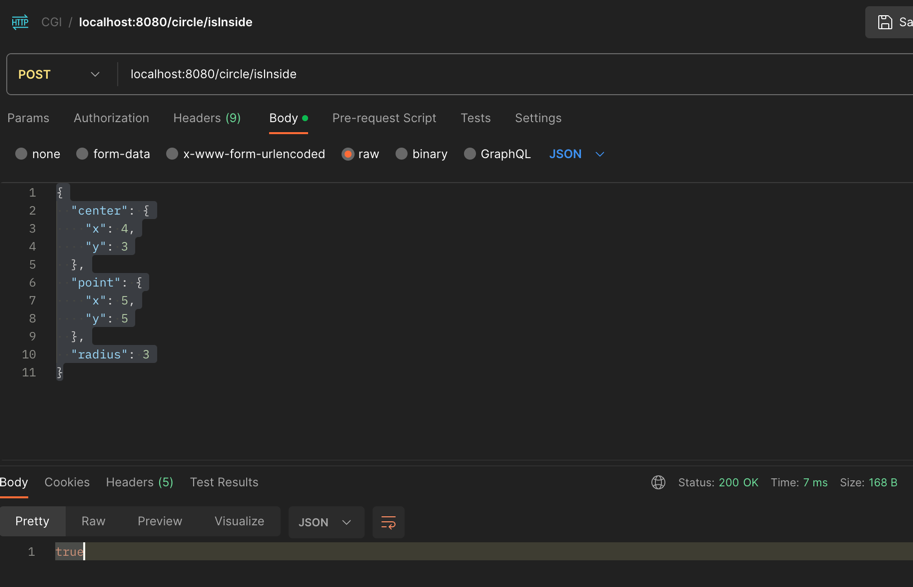 HTTP CGI / localhost:8080/circle/isInside Sa
POST localhost:8080/circle/isInside
Params Authorization Headers (9) Body Pre-request Script Tests Settings
none form-data x-www-form-urlencoded raw binary GraphQL JSON
1 {
2 "center": {
3 "x": 4,
4 "y": 3
5 },
6 "point": {
7 "x": 5,
8 "y": 5
9 },
10 "radius": 3
11 }
Body Cookies Headers (5) Test Results Status: 200 OK Time: 7 ms Size: 168 B
Pretty Raw Preview Visualize JSON
1 true